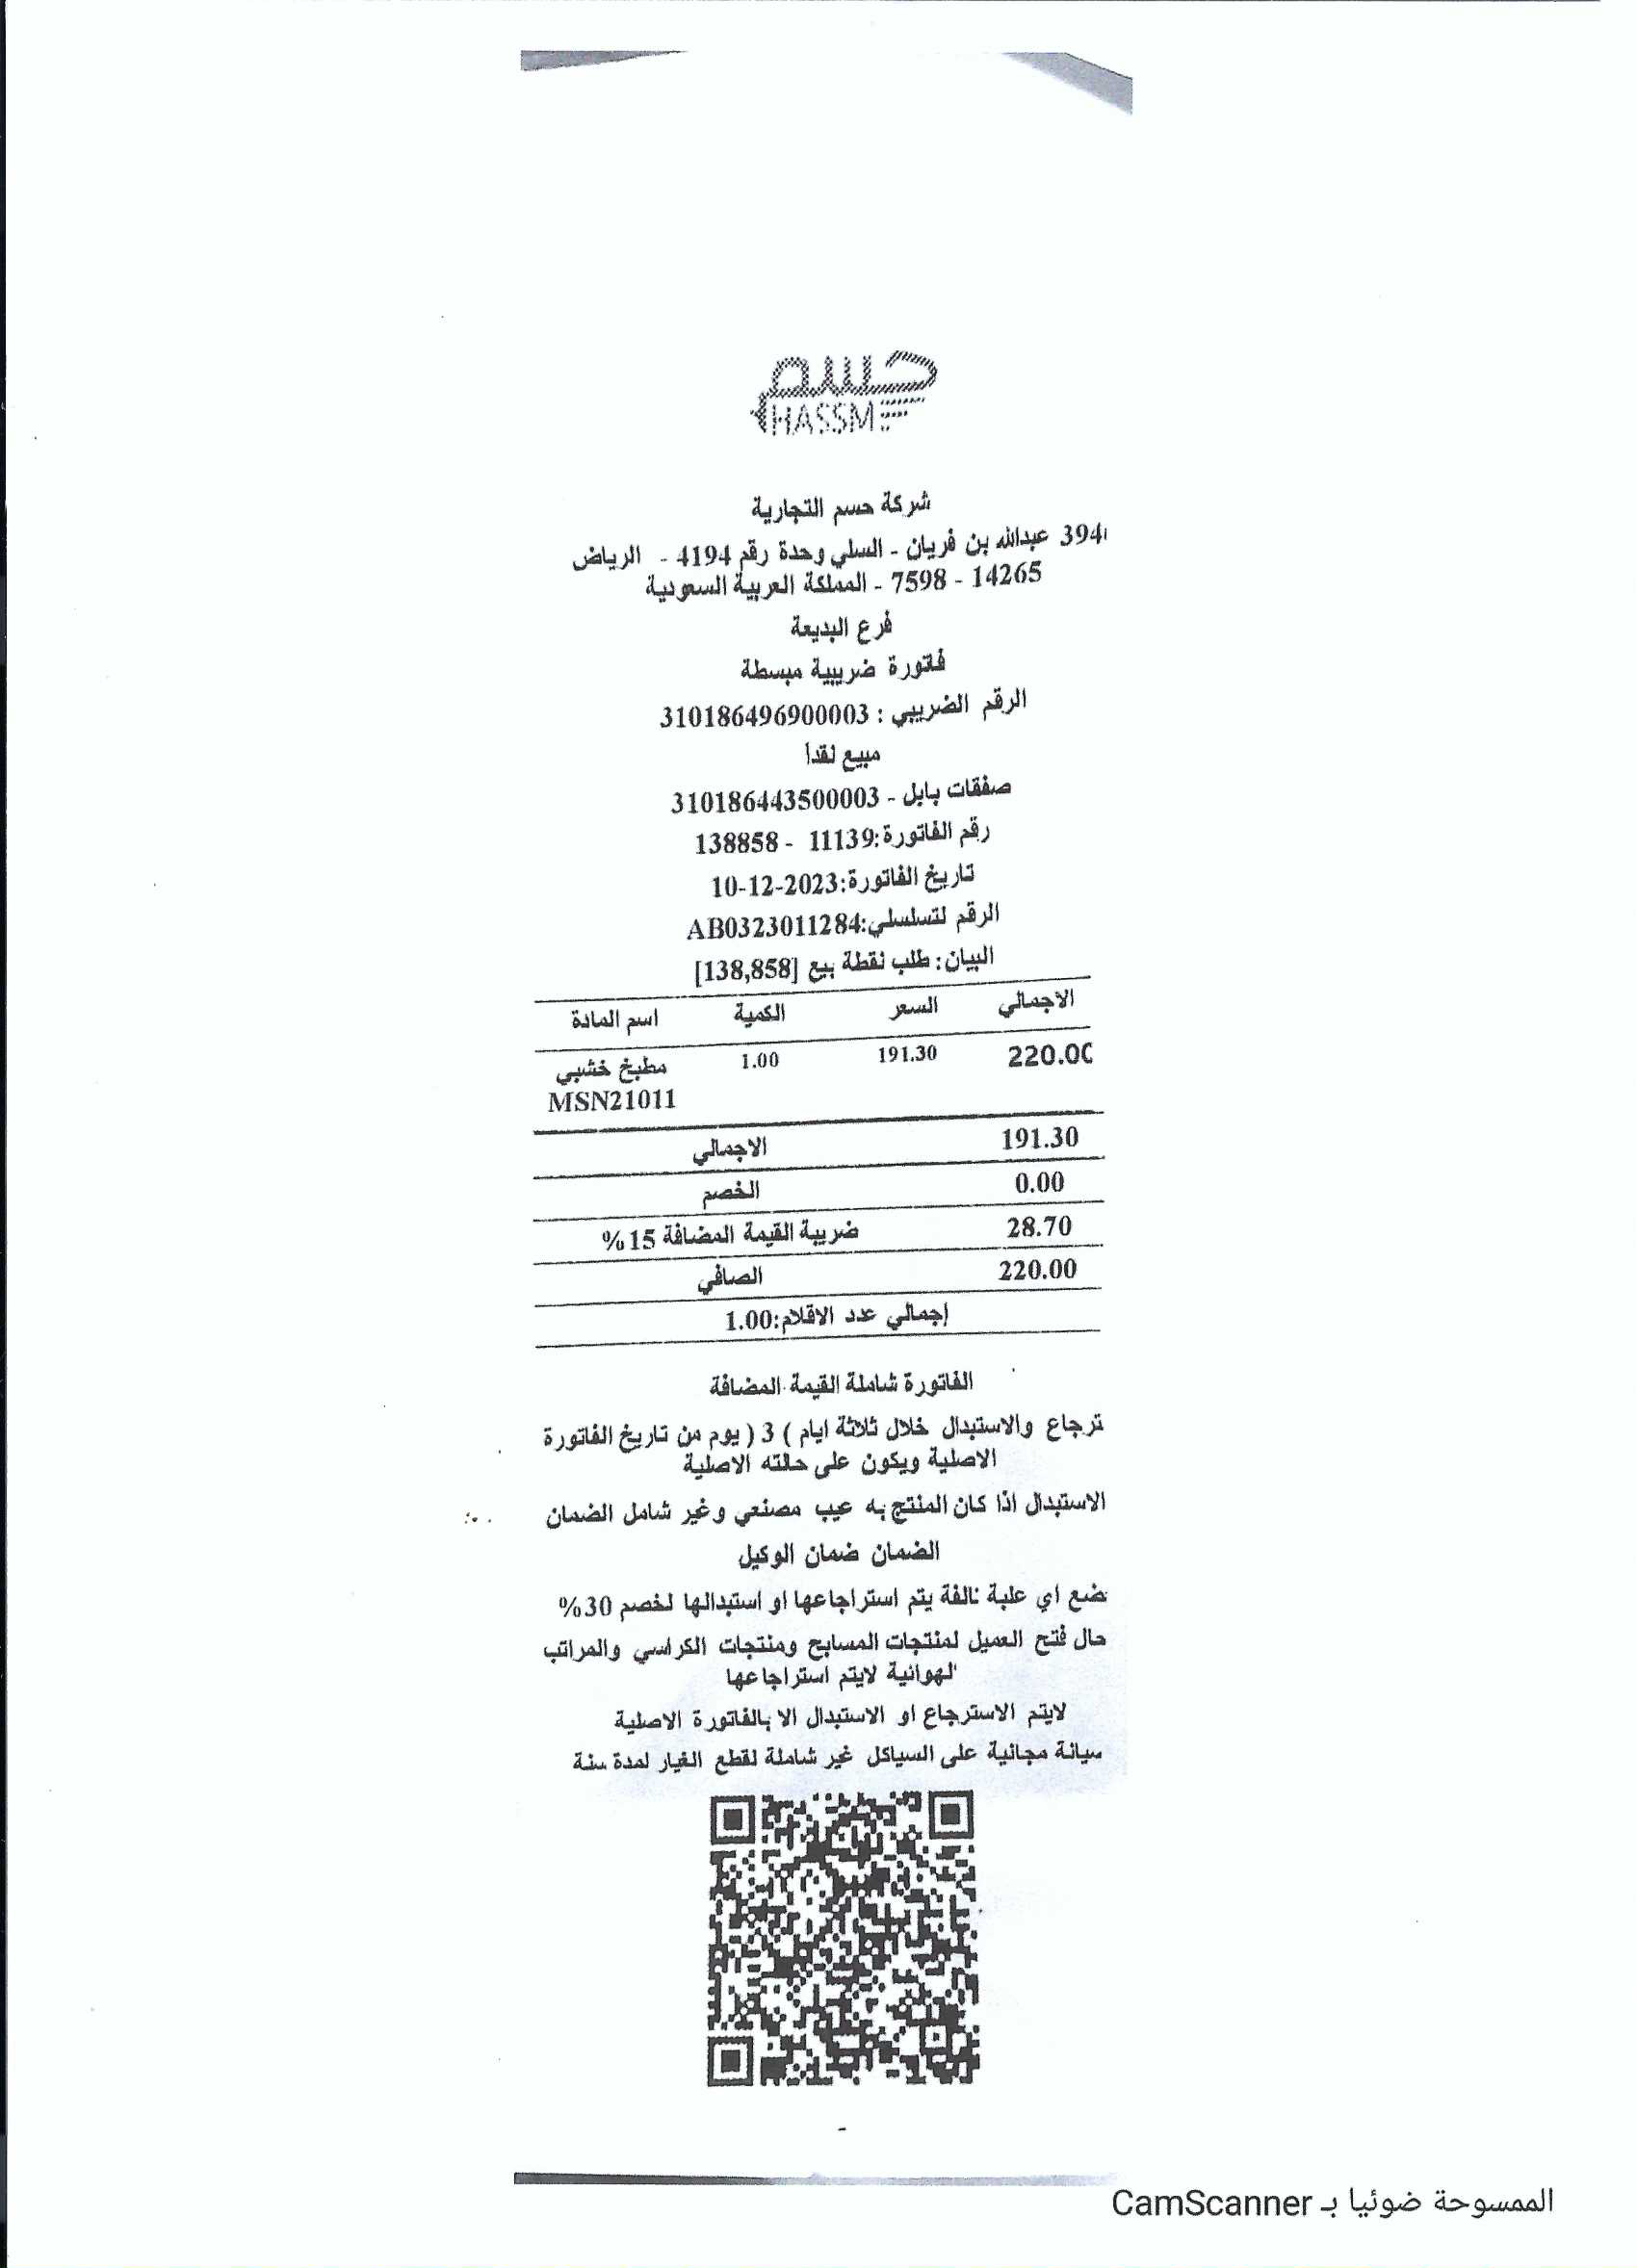 حسم
HASSM
شركة حسم التجارية
394 عبدالله بن فريان - السلي وحدة رقم 4194 - الرياض
14265 - 7598 - المملكة العربية السعودية
فرع البديعة
فاتورة ضريبية مبسطة
الرقم الضريبي : 310186496900003
مبيع نقدا
صفقات بابل - 310186443500003
رقم الفاتورة:11139 - 138858
تاريخ الفاتورة:2023-12-10
الرقم لتسلسلي:AB0323011284
البيان: طلب نقطة بيع [138,858]
اسم المادة الكمية السعر الاجمالي
مطبخ خشبي 1.00 191.30 220.00
MSN21011
الاجمالي 191.30
الخصم 0.00
ضريبة القيمة المضافة 15% 28.70
الصافي 220.00
إجمالي عدد الاقلام:1.00
الفاتورة شاملة القيمة المضافة
ترجاع والاستبدال خلال ثلاثة ايام ) 3 ( يوم من تاريخ الفاتورة
الاصلية ويكون على حالته الاصلية
الاستبدال اذا كان المنتج به عيب مصنعي وغير شامل الضمان
الضمان ضمان الوكيل
ضع اي علبة تالفة يتم استراجاعها او استبدالها لخصم 30%
حال فتح العميل لمنتجات المسابح ومنتجات الكراسي والمراتب
لهوائية لايتم استراجاعها
لايتم الاسترجاع او الاستبدال الا بالفاتورة الاصلية
سيانة مجانية على السياكل غير شاملة لقطع الغيار لمدة سنة
الممسوحة ضوئيا بـ CamScanner